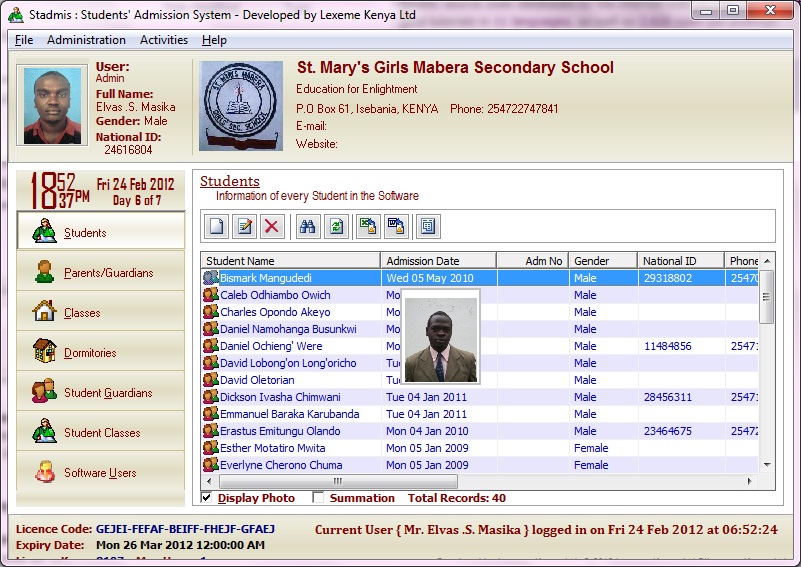 Stadmis : Students' Admission System - Developed by Lexeme Kenya Ltd
File Administration Activities Help
User:
Admin
Full Name:
Elvas .S. Masika
Gender: Male
National ID:
24616804
ST. MARY'S MABERA
GIRLS' SEC. SCHOOL
St. Mary's Girls Mabera Secondary School
Education for Enlightment
P.O Box 61, Isebania, KENYA Phone: 254722747841
E-mail:
Website:
18 52 37 PM
Fri 24 Feb 2012
Day 6 of 7
Students
Parents/Guardians
Classes
Dormitories
Student Guardians
Student Classes
Software Users
Students
Information of every Student in the Software
Student Name Admission Date Adm No Gender National ID Phone
Bismark Mangudedi Wed 05 May 2010 Male 29318802 25470
Caleb Odhiambo Owich Mo Male
Charles Opondo Akeyo Mo Male
Daniel Namohanga Busunkwi Mo Male
Daniel Ochieng' Were Mo Male 11484856 25471
David Lobong'on Long'oricho Tue Male
David Oletorian Tue Male
Dickson Ivasha Chimwani Tue 04 Jan 2011 Male 28456311 25471
Emmanuel Baraka Karubanda Tue 04 Jan 2011 Male
Erastus Emitungu Olando Mon 04 Jan 2010 Male 23464675 25472
Esther Motatiro Mwita Mon 05 Jan 2009 Female
Everlyne Cherono Chuma Mon 05 Jan 2009 Female
Display Photo Summation Total Records: 40
Licence Code: GEJEI-FEFAF-BEIFF-FHEJF-GFAEJ
Current User { Mr. Elvas .S. Masika } logged in on Fri 24 Feb 2012 at 06:52:24
Expiry Date: Mon 26 Mar 2012 12:00:00 AM